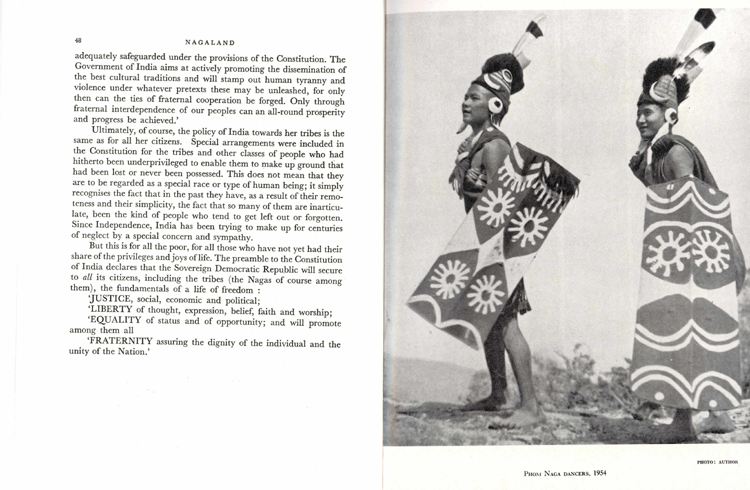 48
NAGALAND
adequately safeguarded under the provisions of the Constitution. The
Government of India aims at actively promoting the dissemination of
the best cultural traditions and will stamp out human tyranny and
violence under whatever pretexts these may be unleashed, for only
then can the ties of fraternal cooperation be forged. Only through
fraternal interdependence of our peoples can an all-round prosperity
and progress be achieved.'
Ultimately, of course, the policy of India towards her tribes is the
same as for all her citizens. Special arrangements were included in
the Constitution for the tribes and other classes of people who had
hitherto been underprivileged to enable them to make up ground that
had been lost or never been possessed. This does not mean that they
are to be regarded as a special race or type of human being; it simply
recognises the fact that in the past they have, as a result of their remo-
teness and their simplicity, the fact that so many of them are inarticu-
late, been the kind of people who tend to get left out or forgotten.
Since Independence, India has been trying to make up for centuries
of neglect by a special concern and sympathy.
But this is for all the poor, for all those who have not yet had their
share of the privileges and joys of life. The preamble to the Constitution
of India declares that the Sovereign Democratic Republic will secure
to all its citizens, including the tribes (the Nagas of course among
them), the fundamentals of a life of freedom :
'JUSTICE, social, economic and political;
'LIBERTY of thought, expression, belief, faith and worship;
'EQUALITY of status and of opportunity; and will promote
among them all
'FRATERNITY assuring the dignity of the individual and the
unity of the Nation.'
PHOTO: AUTHOR
PHOM NAGA DANCERS, 1954